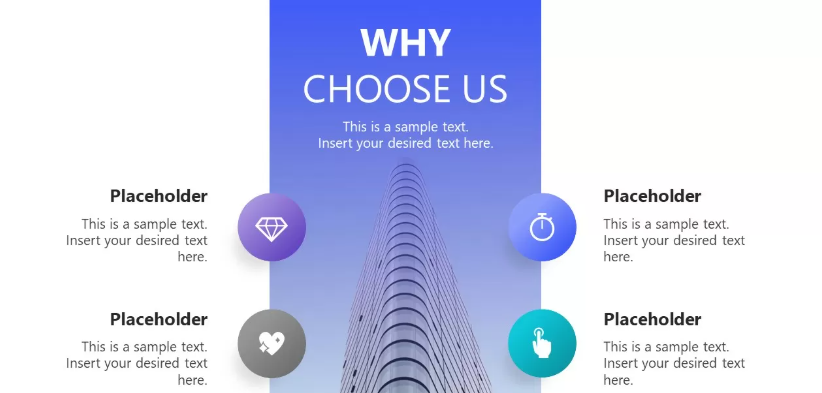 WHY
CHOOSE US
This is a sample text.
Insert your desired text here.
Placeholder
This is a sample text.
Insert your desired text
here.
Placeholder
This is a sample text.
Insert your desired text
here.
Placeholder
This is a sample text.
Insert your desired text
here.
Placeholder
This is a sample text.
Insert your desired text
here.